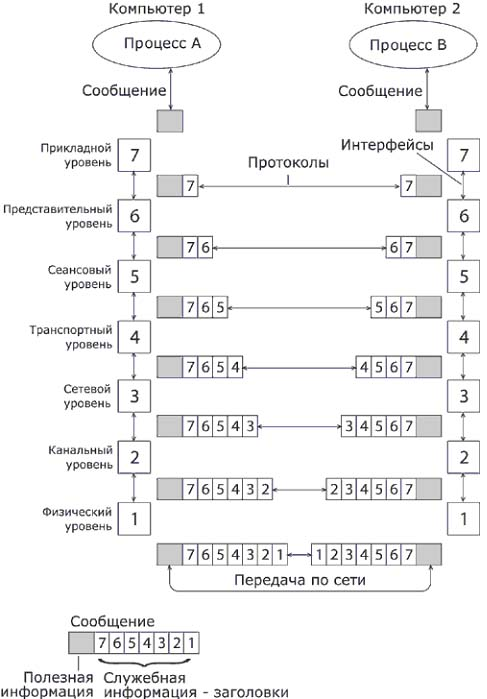 Компьютер 1
Компьютер 2
Процесс А
Процесс В
Сообщение
Сообщение
Прикладной
уровень
7
Протоколы
Интерфейсы
7
7
7
Представительный
уровень
6
6
7 6
6 7
Сеансовый
уровень
5
5
7 6 5
5 6 7
Транспортный
уровень
4
4
7 6 5 4
4 5 6 7
Сетевой
уровень
3
3
7 6 5 4 3
3 4 5 6 7
Канальный
уровень
2
2
7 6 5 4 3 2
2 3 4 5 6 7
Физический
уровень
1
1
7 6 5 4 3 2 1
1 2 3 4 5 6 7
Передача по сети
Сообщение
7 6 5 4 3 2 1
Полезная
информация
Служебная
информация - заголовки